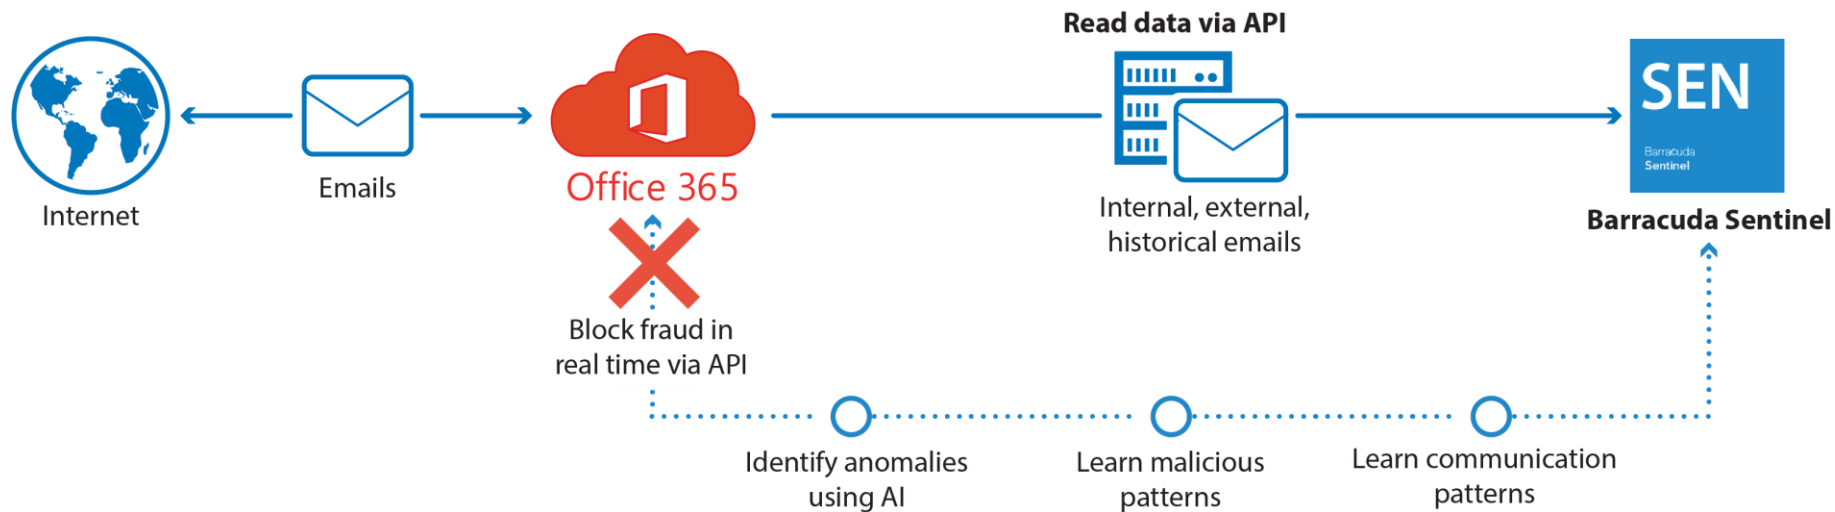 Read data via API
SEN
Barracuda
Sentinel
Internet
Emails
Office 365
Internal, external,
historical emails
Barracuda Sentinel
Block fraud in
real time via API
Identify anomalies
using AI
Learn malicious
patterns
Learn communication
patterns